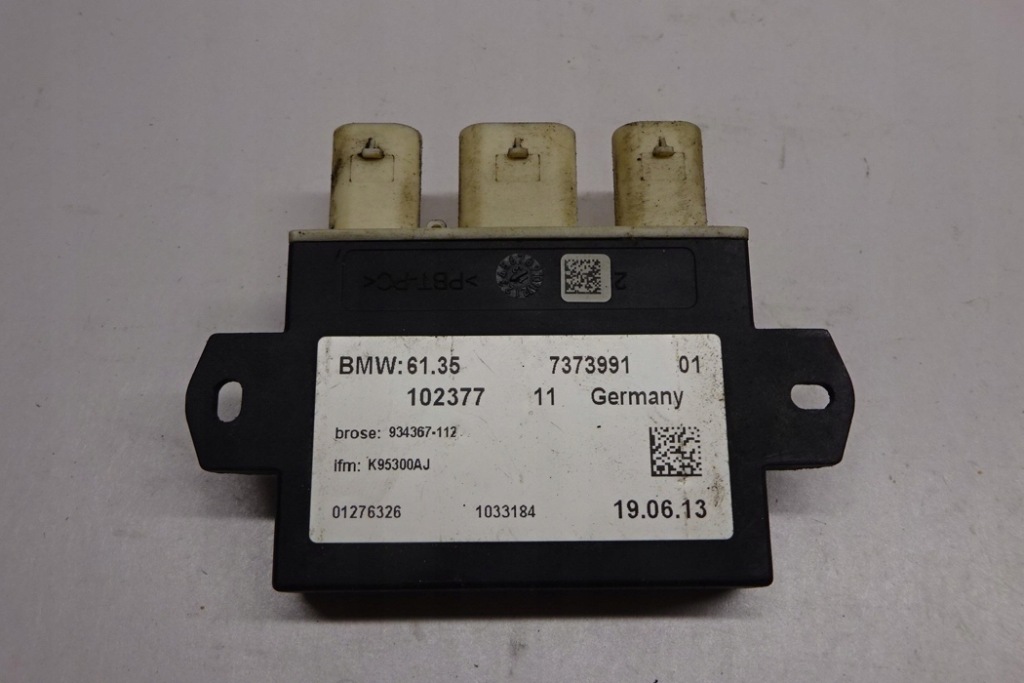 >PBT-PC<
2
BMW:61.35 7373991 01
102377 11 Germany
brose: 934367-112
ifm: K95300AJ
01276326 1033184 19.06.13